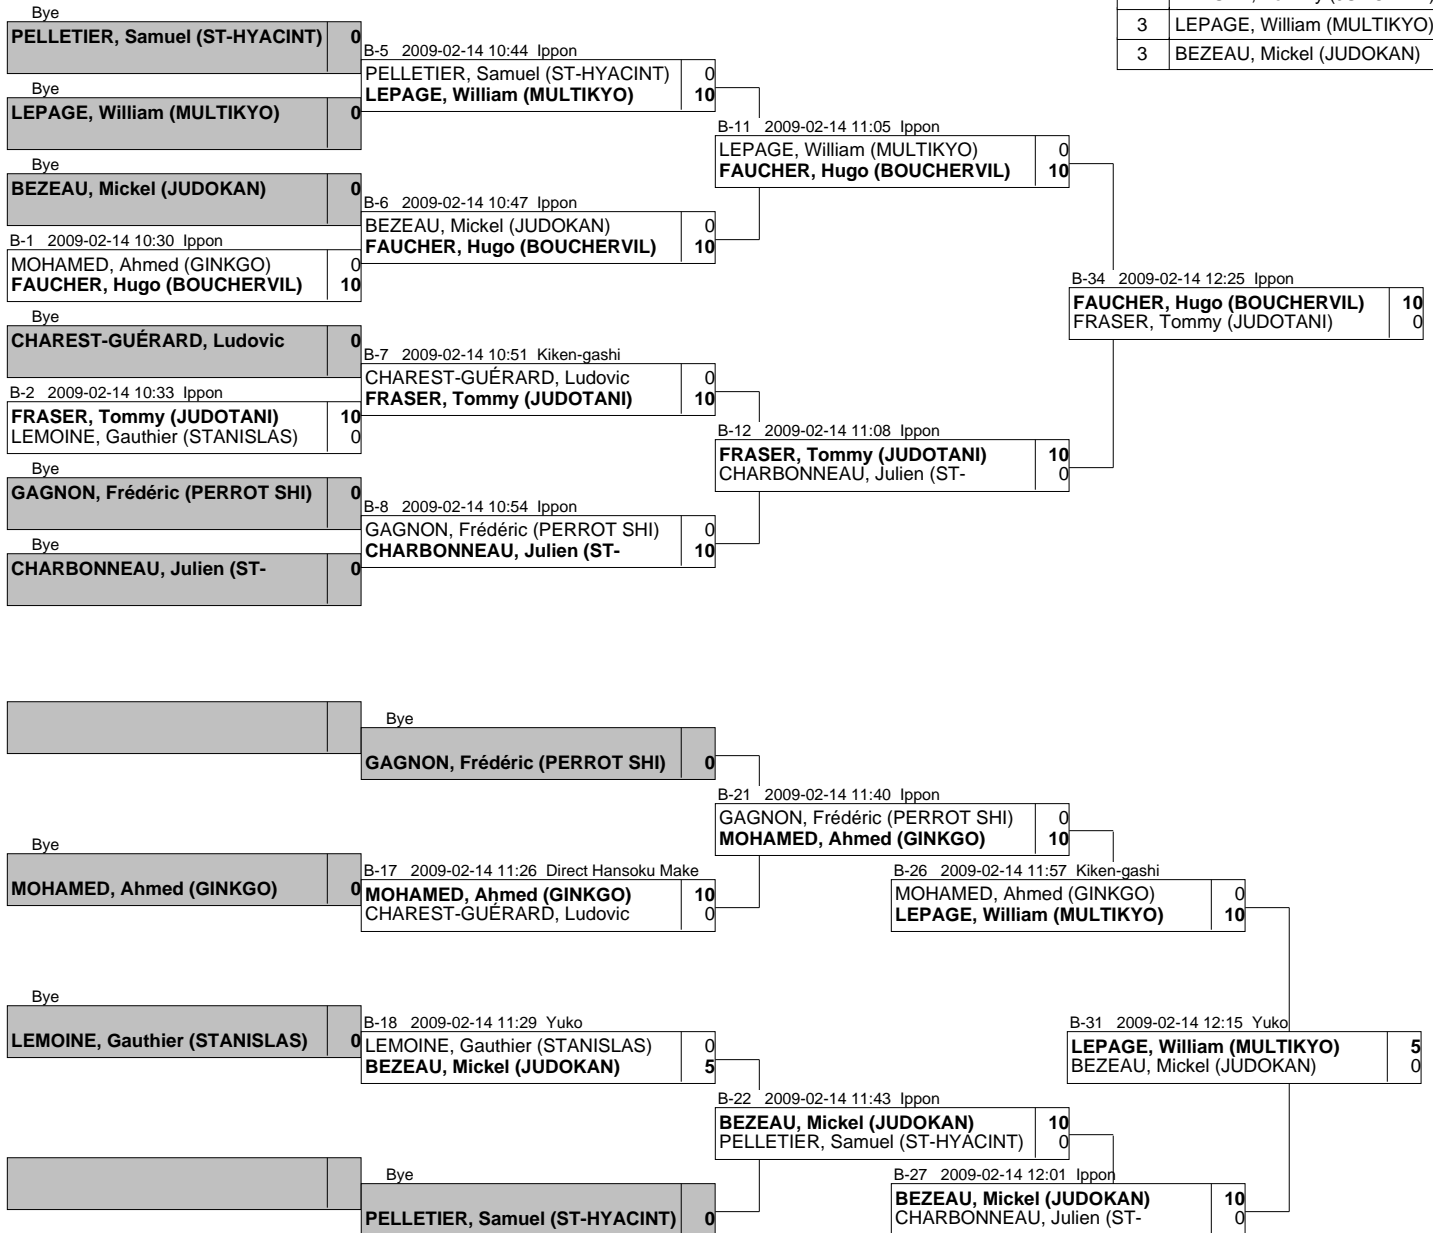 Bye
PELLETIER, Samuel (ST-HYACINT) 0
Bye
LEPAGE, William (MULTIKYO) 0
Bye
BEZEAU, Mickel (JUDOKAN) 0
B-1 2009-02-14 10:30 Ippon
MOHAMED, Ahmed (GINKGO) 0
FAUCHER, Hugo (BOUCHERVIL) 10
Bye
CHAREST-GUÉRARD, Ludovic 0
B-2 2009-02-14 10:33 Ippon
FRASER, Tommy (JUDOTANI) 10
LEMOINE, Gauthier (STANISLAS) 0
Bye
GAGNON, Frédéric (PERROT SHI) 0
Bye
CHARBONNEAU, Julien (ST- 0
B-5 2009-02-14 10:44 Ippon
PELLETIER, Samuel (ST-HYACINT) 0
LEPAGE, William (MULTIKYO) 10
B-6 2009-02-14 10:47 Ippon
BEZEAU, Mickel (JUDOKAN) 0
FAUCHER, Hugo (BOUCHERVIL) 10
B-7 2009-02-14 10:51 Kiken-gashi
CHAREST-GUÉRARD, Ludovic 0
FRASER, Tommy (JUDOTANI) 10
B-8 2009-02-14 10:54 Ippon
GAGNON, Frédéric (PERROT SHI) 0
CHARBONNEAU, Julien (ST- 10
B-11 2009-02-14 11:05 Ippon
LEPAGE, William (MULTIKYO) 0
FAUCHER, Hugo (BOUCHERVIL) 10
B-12 2009-02-14 11:08 Ippon
FRASER, Tommy (JUDOTANI) 10
CHARBONNEAU, Julien (ST- 0
3 LEPAGE, William (MULTIKYO)
3 BEZEAU, Mickel (JUDOKAN)
B-34 2009-02-14 12:25 Ippon
FAUCHER, Hugo (BOUCHERVIL) 10
FRASER, Tommy (JUDOTANI) 0
Bye
GAGNON, Frédéric (PERROT SHI) 0
Bye
MOHAMED, Ahmed (GINKGO) 0
B-17 2009-02-14 11:26 Direct Hansoku Make
MOHAMED, Ahmed (GINKGO) 10
CHAREST-GUÉRARD, Ludovic 0
B-21 2009-02-14 11:40 Ippon
GAGNON, Frédéric (PERROT SHI) 0
MOHAMED, Ahmed (GINKGO) 10
B-26 2009-02-14 11:57 Kiken-gashi
MOHAMED, Ahmed (GINKGO) 0
LEPAGE, William (MULTIKYO) 10
Bye
LEMOINE, Gauthier (STANISLAS) 0
B-18 2009-02-14 11:29 Yuko
LEMOINE, Gauthier (STANISLAS) 0
BEZEAU, Mickel (JUDOKAN) 5
Bye
PELLETIER, Samuel (ST-HYACINT) 0
B-22 2009-02-14 11:43 Ippon
BEZEAU, Mickel (JUDOKAN) 10
PELLETIER, Samuel (ST-HYACINT) 0
B-27 2009-02-14 12:01 Ippon
BEZEAU, Mickel (JUDOKAN) 10
CHARBONNEAU, Julien (ST- 0
B-31 2009-02-14 12:15 Yuko
LEPAGE, William (MULTIKYO) 5
BEZEAU, Mickel (JUDOKAN) 0